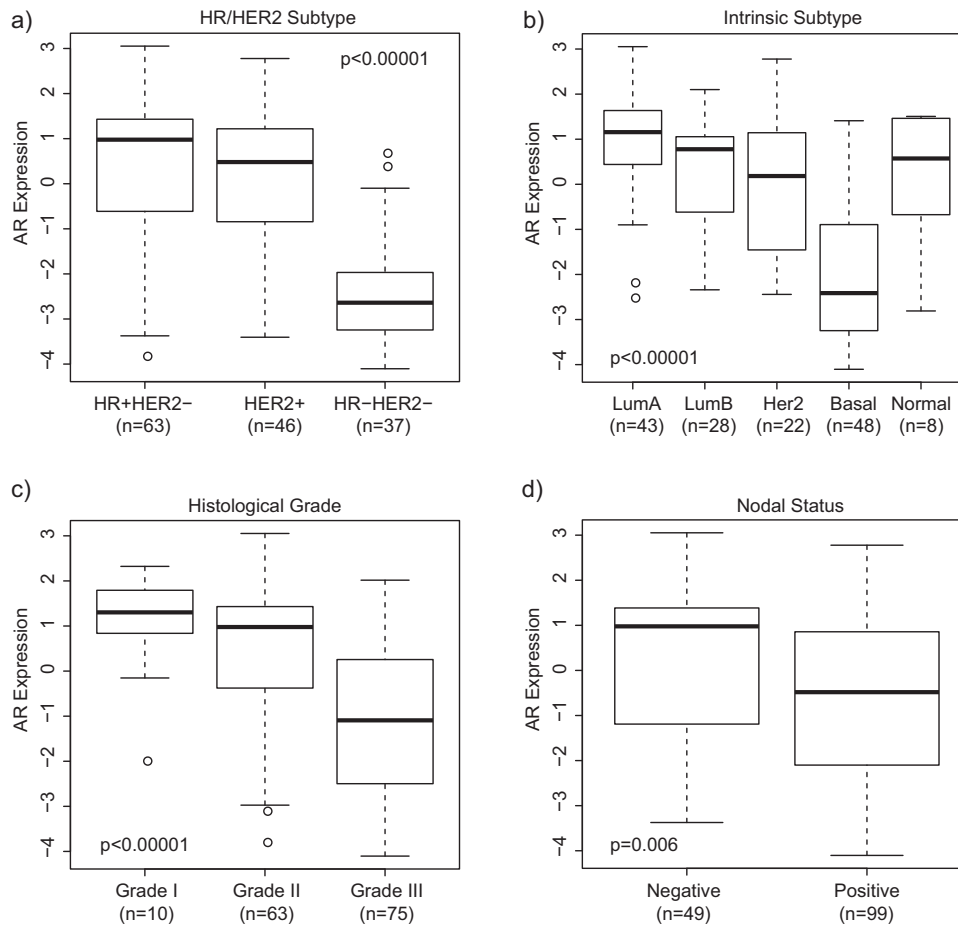 a)
HR/HER2 Subtype
p<0.00001
AR Expression
3
2
1
0
−1
−2
−3
−4
HR+HER2− HER2+ HR−HER2−
(n=63) (n=46) (n=37)
b)
Intrinsic Subtype
AR Expression
3
2
1
0
−1
−2
−3
−4
p<0.00001
LumA LumB Her2 Basal Normal
(n=43) (n=28) (n=22) (n=48) (n=8)
c)
Histological Grade
AR Expression
3
2
1
0
−1
−2
−3
−4
p<0.00001
Grade I Grade II Grade III
(n=10) (n=63) (n=75)
d)
Nodal Status
AR Expression
3
2
1
0
−1
−2
−3
−4
p=0.006
Negative Positive
(n=49) (n=99)